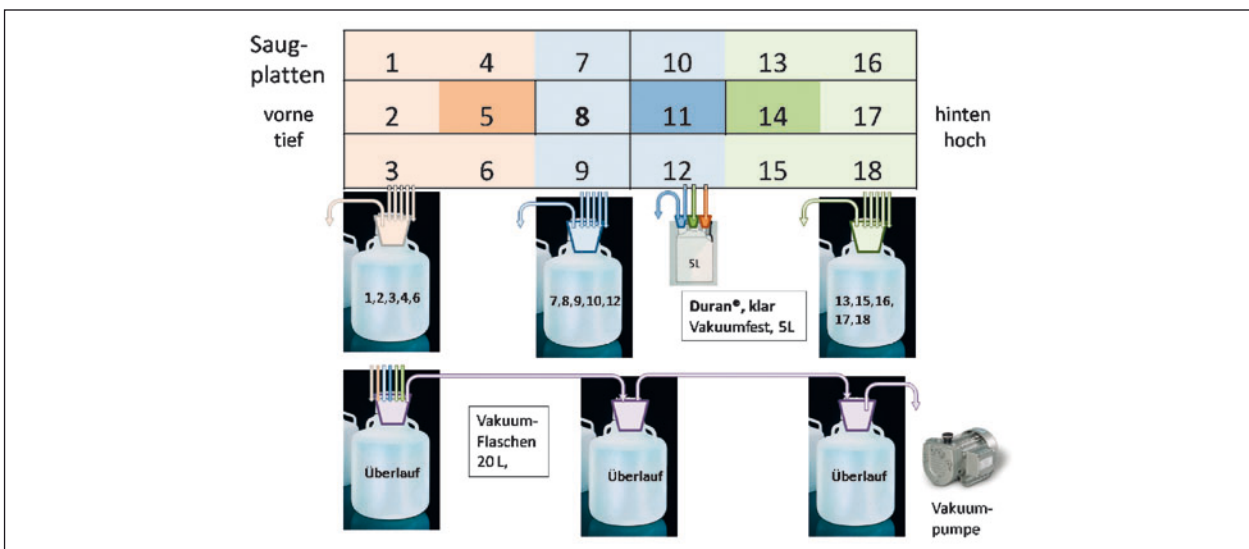 Saug-
platten
1 4 7 10 13 16
vorne
tief
2 5 8 11 14 17
hinten
hoch
3 6 9 12 15 18
1,2,3,4,6
7,8,9,10,12
5L
Duran®, klar
Vakuumfest, 5L
13,15,16,
17,18
Überlauf
Vakuum-
Flaschen
20 L,
Überlauf
Überlauf
Vakuum-
pumpe